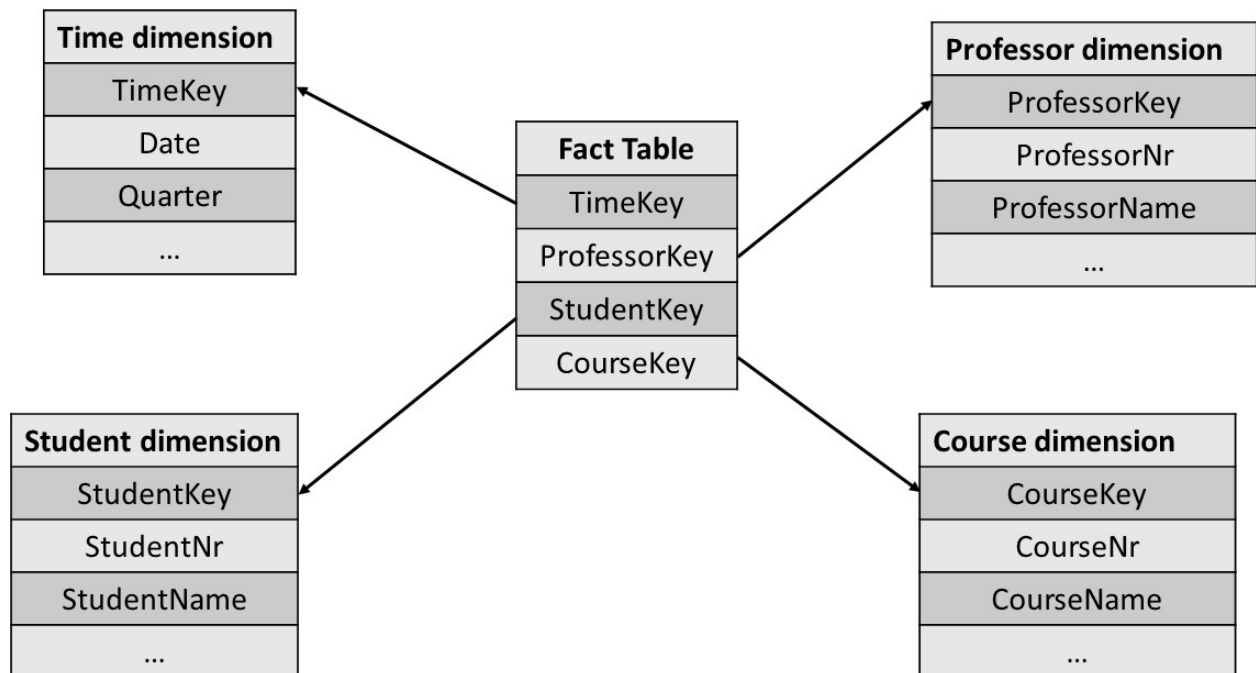 Time dimension
TimeKey
Date
Quarter
...
Professor dimension
ProfessorKey
ProfessorNr
ProfessorName
...
Fact Table
TimeKey
ProfessorKey
StudentKey
CourseKey
Student dimension
StudentKey
StudentNr
StudentName
...
Course dimension
CourseKey
CourseNr
CourseName
...